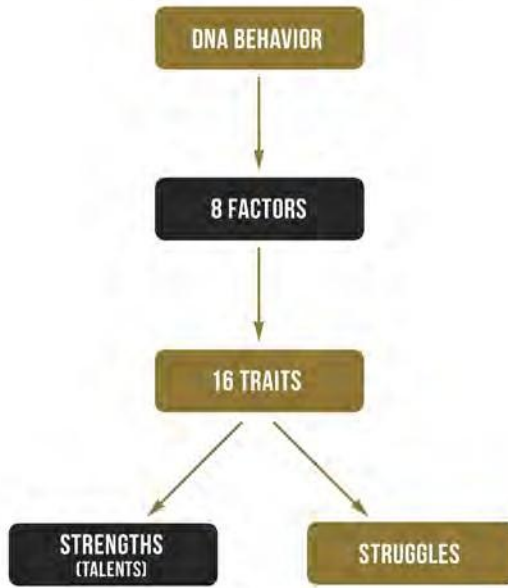 DNA BEHAVIOR
8 FACTORS
16 TRAITS
STRENGTHS
(TALENTS)
STRUGGLES